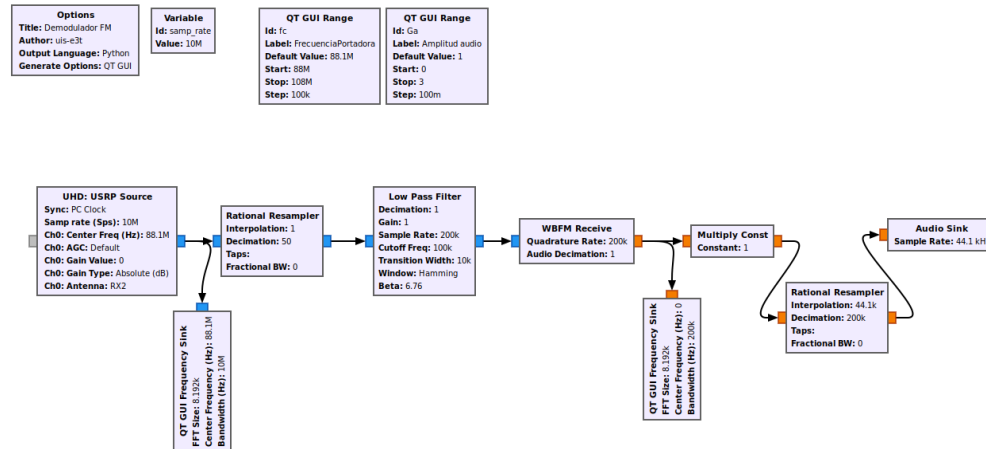 Options
Title: Demodulador FM
Author: uis-e3t
Output Language: Python
Generate Options: QT GUI
Variable
Id: samp_rate
Value: 10M
QT GUI Range
Id: fc
Label: FrecuenciaPortadora
Default Value: 88.1M
Start: 88M
Stop: 108M
Step: 100k
QT GUI Range
Id: Ga
Label: Amplitud audio
Default Value: 1
Start: 0
Stop: 3
Step: 100m
UHD: USRP Source
Sync: PC Clock
Samp rate (Sps): 10M
Ch0: Center Freq (Hz): 88.1M
Ch0: AGC: Default
Ch0: Gain Value: 0
Ch0: Gain Type: Absolute (dB)
Ch0: Antenna: RX2
Rational Resampler
Interpolation: 1
Decimation: 50
Taps:
Fractional BW: 0
Low Pass Filter
Decimation: 1
Gain: 1
Sample Rate: 200k
Cutoff Freq: 100k
Transition Width: 10k
Window: Hamming
Beta: 6.76
WBFM Receive
Quadrature Rate: 200k
Audio Decimation: 1
Multiply Const
Constant: 1
Audio Sink
Sample Rate: 44.1 kH
Rational Resampler
Interpolation: 44.1k
Decimation: 200k
Taps:
Fractional BW: 0
QT GUI Frequency Sink
FFT Size: 8.192k
Center Frequency (Hz): 88.1M
Bandwidth (Hz): 10M
QT GUI Frequency Sink
FFT Size: 8.192k
Center Frequency (Hz): 0
Bandwidth (Hz): 200k